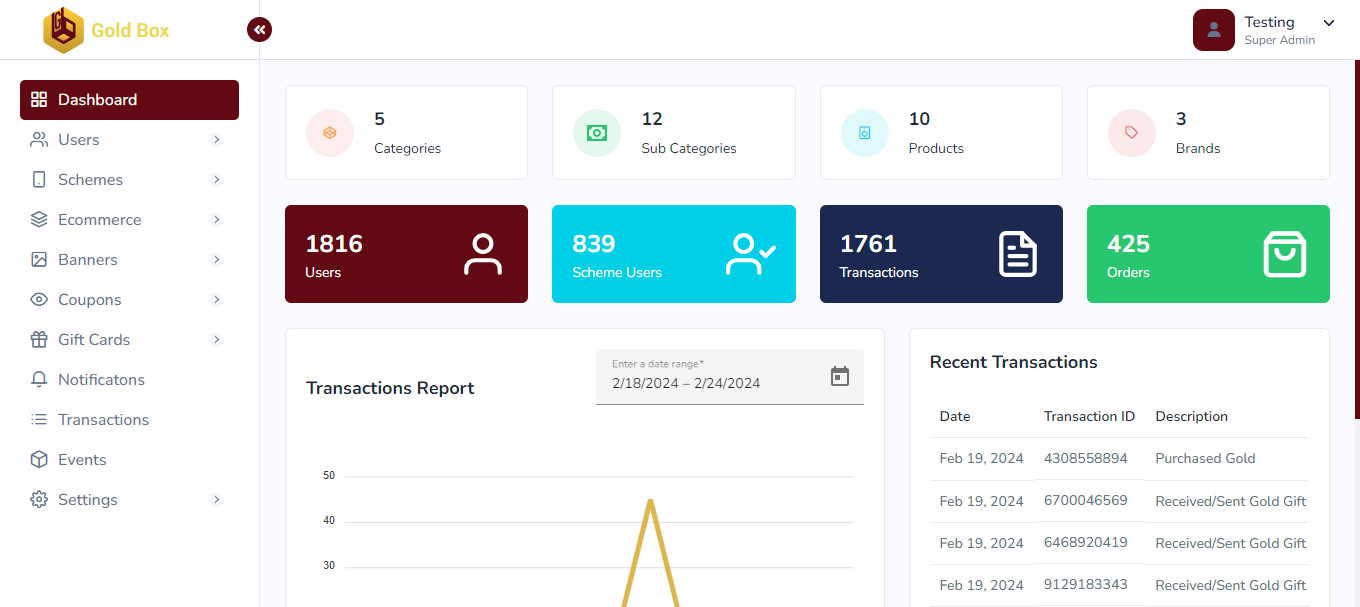 Gold Box
Testing
Super Admin
Dashboard
Users
Schemes
Ecommerce
Banners
Coupons
Gift Cards
Notificatons
Transactions
Events
Settings
5
Categories
12
Sub Categories
10
Products
3
Brands
1816
Users
839
Scheme Users
1761
Transactions
425
Orders
Transactions Report
Enter a date range*
2/18/2024 – 2/24/2024
50
40
30
Recent Transactions
Date Transaction ID Description
Feb 19, 2024 4308558894 Purchased Gold
Feb 19, 2024 6700046569 Received/Sent Gold Gift
Feb 19, 2024 6468920419 Received/Sent Gold Gift
Feb 19, 2024 9129183343 Received/Sent Gold Gift